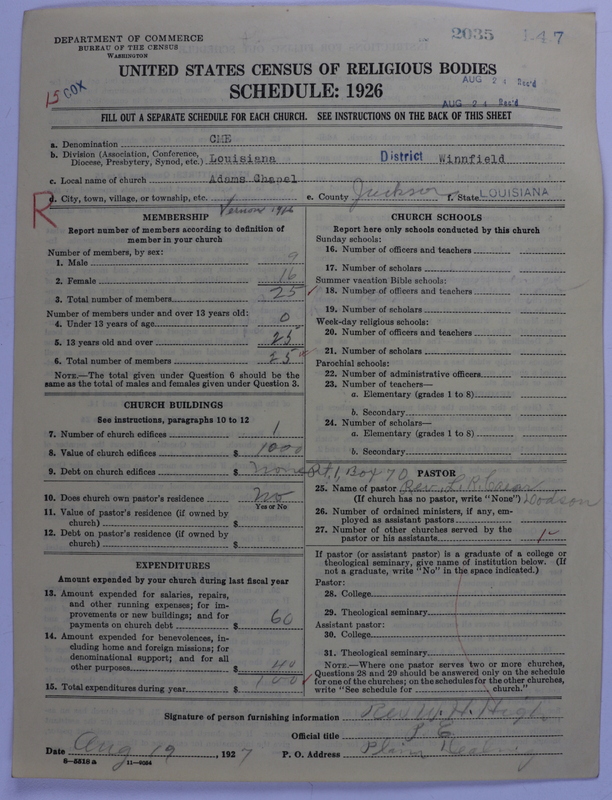 DEPARTMENT OF COMMERCE
BUREAU OF THE CENSUS
WASHINGTON
2035 147
UNITED STATES CENSUS OF RELIGIOUS BODIES
AUG 24 Rec'd
SCHEDULE: 1926
AUG 24 Rec'd
15 COX
FILL OUT A SEPARATE SCHEDULE FOR EACH CHURCH. SEE INSTRUCTIONS ON THE BACK OF THIS SHEET
a. Denomination CME
b. Division (Association, Conference, Diocese, Presbytery, Synod, etc.) Louisiana District Winnfield
c. Local name of church Adams Chapel
d. City, town, village, or township, etc. Vernon e. County Jackson f. State LOUISIANA
R
MEMBERSHIP
Report number of members according to definition of
member in your church
Number of members, by sex:
1. Male 9
2. Female 16
3. Total number of members 25
Number of members under and over 13 years old:
4. Under 13 years of age 0
5. 13 years old and over 25
6. Total number of members 25
NOTE.—The total given under Question 6 should be the
same as the total of males and females given under Question 3.
CHURCH BUILDINGS
See instructions, paragraphs 10 to 12
7. Number of church edifices 1
8. Value of church edifices $ 1000
9. Debt on church edifices $ None
10. Does church own pastor's residence No
Yes or No
11. Value of pastor's residence (if owned by
church) $
12. Debt on pastor's residence (if owned by
church) $
EXPENDITURES
Amount expended by your church during last fiscal year
13. Amount expended for salaries, repairs,
and other running expenses; for im-
provements or new buildings; and for
payments on church debt $ 60
14. Amount expended for benevolences, in-
cluding home and foreign missions; for
denominational support; and for all
other purposes $ 40
15. Total expenditures during year $ 100
CHURCH SCHOOLS
Report here only schools conducted by this church
Sunday schools:
16. Number of officers and teachers
17. Number of scholars
Summer vacation Bible schools:
18. Number of officers and teachers
19. Number of scholars
Week-day religious schools:
20. Number of officers and teachers
21. Number of scholars
Parochial schools:
22. Number of administrative officers
23. Number of teachers—
a. Elementary (grades 1 to 8)
b. Secondary
24. Number of scholars—
a. Elementary (grades 1 to 8)
b. Secondary
Rt. 1, Box 70 PASTOR
25. Name of pastor Rev. L. R.
(If church has no pastor, write "None") Dodson
26. Number of ordained ministers, if any, em-
ployed as assistant pastors
27. Number of other churches served by the
pastor or his assistants 1
If pastor (or assistant pastor) is a graduate of a college or
theological seminary, give name of institution below. (If
not a graduate, write "No" in the space indicated.)
Pastor:
28. College
29. Theological seminary
Assistant pastor:
30. College
31. Theological seminary
NOTE.—Where one pastor serves two or more churches,
Questions 28 and 29 should be answered only on the schedule
for one of the churches; on the schedules for the other churches,
write "See schedule for church."
Signature of person furnishing information
Official title P E
Date Aug 19, 1927 P. O. Address Plain Dealing
8—5518 a 11—9034